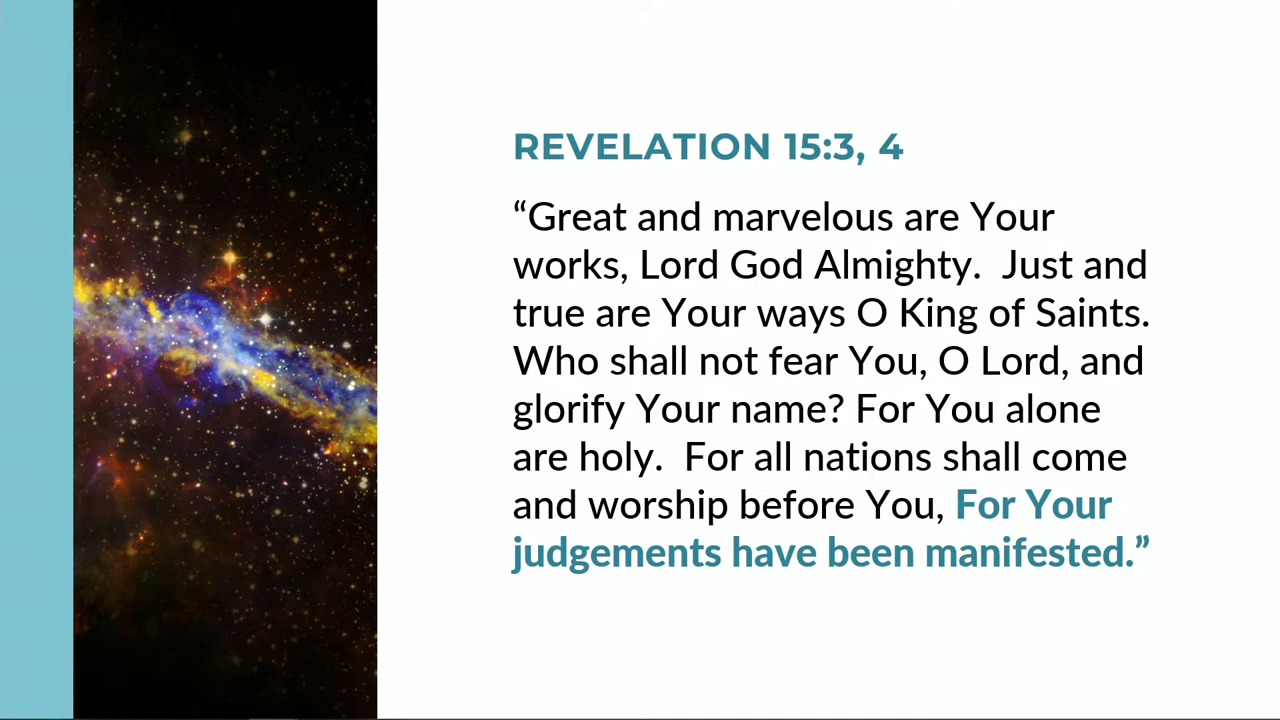 REVELATION 15:3, 4
“Great and marvelous are Your
works, Lord God Almighty.  Just and
true are Your ways O King of Saints.
Who shall not fear You, O Lord, and
glorify Your name? For You alone
are holy.  For all nations shall come
and worship before You, For Your
judgements have been manifested.”